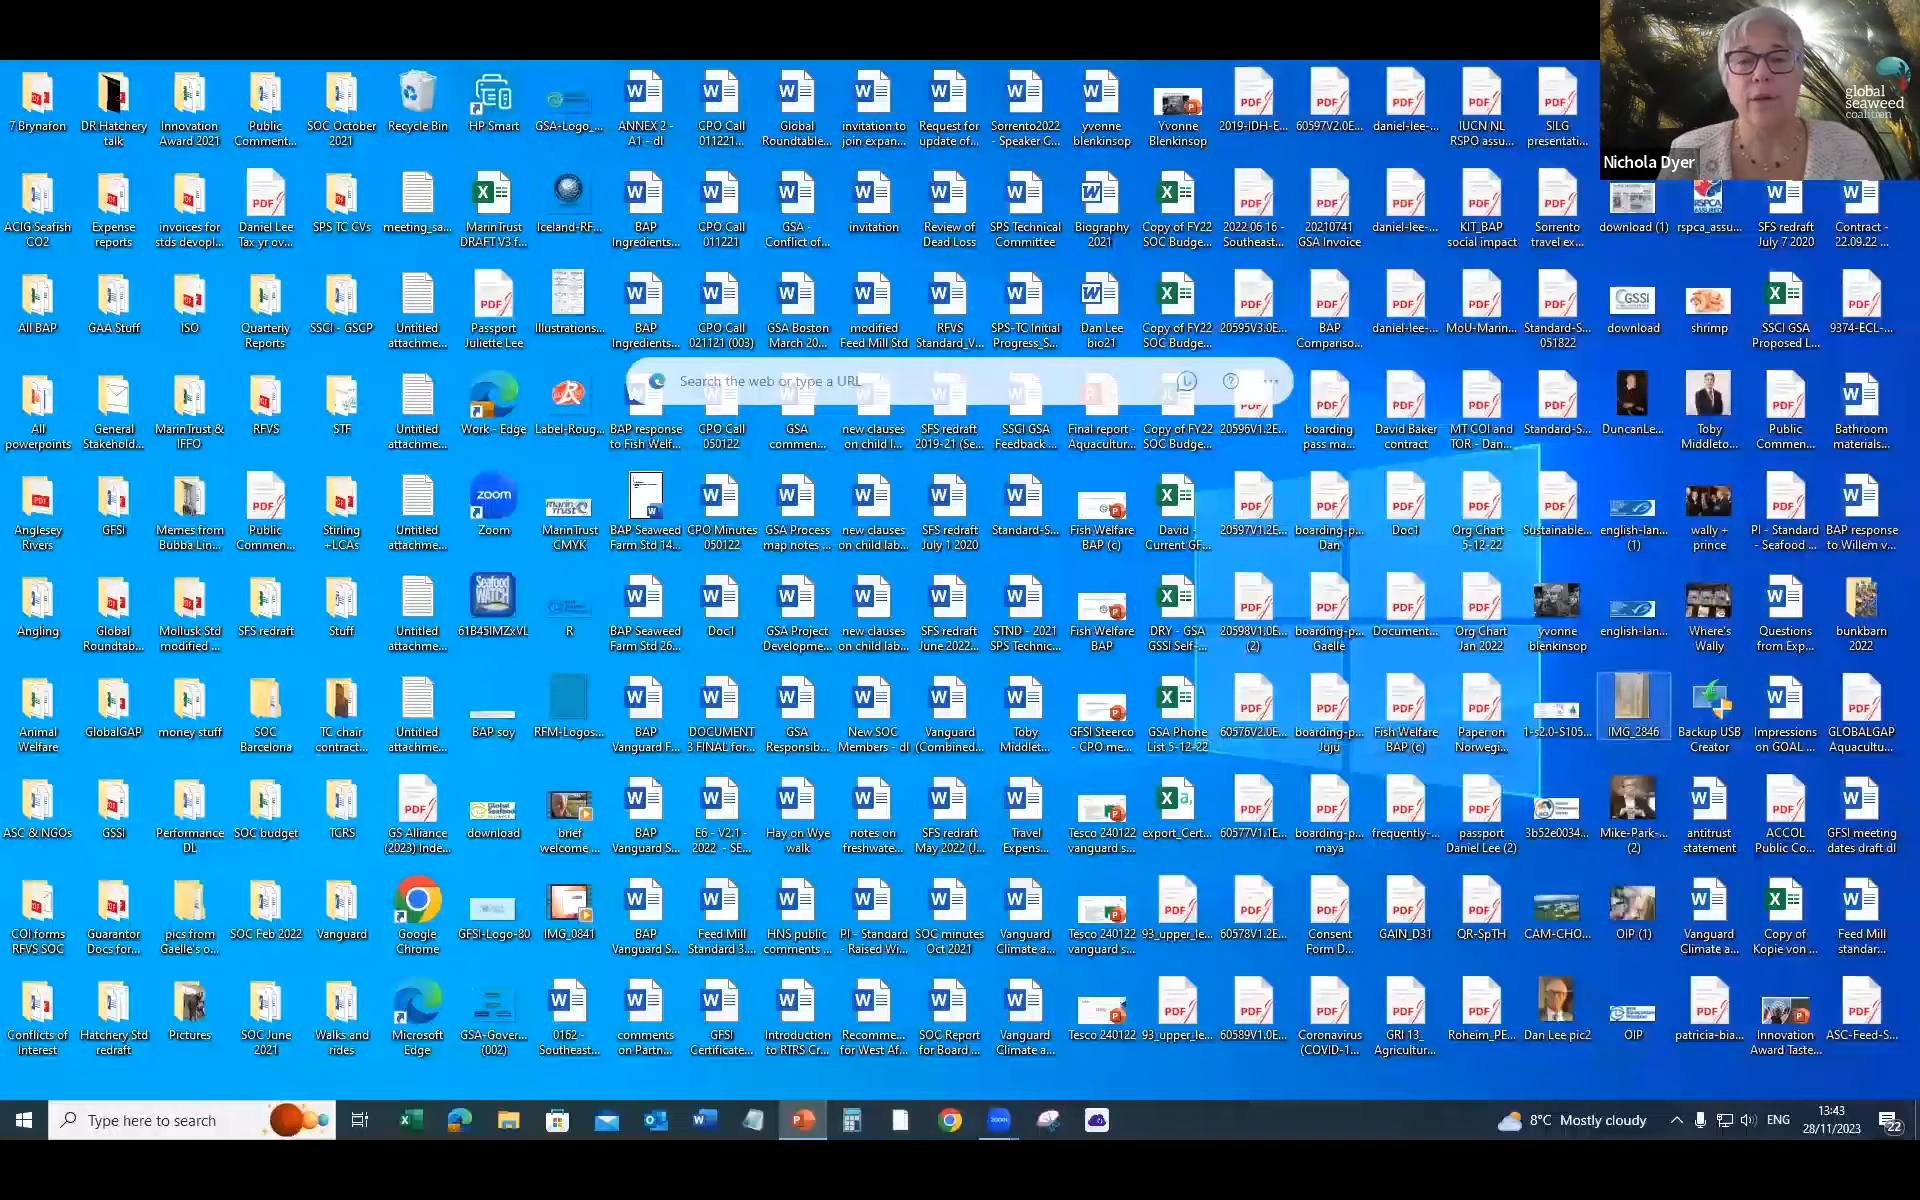 global
seaweed
coalition
Nichola Dyer
7 Brynafon
DR Hatchery talk
Innovation Award 2021
Public Comment...
SOC October 2021
Recycle Bin
HP Smart
GSA-Logo_...
ANNEX 2 - A1 - dl
CPO Call 011221...
Global Roundtable...
invitation to join expan...
Request for update of...
Sorrento2022 - Speaker C...
yvonne blenkinsop
Yvonne Blenkinsop
2019-IDH-E...
60597V2.0E...
daniel-lee-...
IUCN NL RSPO assu...
SILG presentati...
ACIG Seafish CO2
Expense reports
invoices for stds devopl...
Daniel Lee Tax yr ov...
SPS TC CVs
meeting_sa...
MarinTrust DRAFT V3 f...
Iceland-RF...
BAP Ingredients...
CPO Call 011221
GSA - Conflict of...
invitation
Review of Dead Loss
SPS Technical Committee
Biography 2021
Copy of FY22 SOC Budge...
2022 06 16 - Southeast...
20210741 GSA Invoice
daniel-lee-...
KIT_BAP social impact
Sorrento travel ex...
download (1)
rspca_assu...
SFS redraft July 7 2020
Contract - 22.09.22 ...
All BAP
GAA Stuff
ISO
Quarterly Reports
SSCI - GSCP
Untitled attachme...
Passport Juliette Lee
Illustrations...
BAP Ingredients...
CPO Call 021121 (003)
GSA Boston March 20...
modified Feed Mill Std
RFVS Standard_V...
SPS-TC Initial Progress_S...
Dan Lee bio21
Copy of FY22 SOC Budge...
20595V3.0E...
BAP Compariso...
daniel-lee-...
MoU-Marin...
Standard-S... 051822
download
shrimp
SSCI GSA Proposed L...
9374-ECL-...
Search the web or type a URL
All powerpoints
General Stakehold...
MarinTrust & IFFO
RFVS
STF
Untitled attachme...
Work - Edge
Label-Roug...
BAP response to Fish Welf...
CPO Call 050122
GSA commen...
new clauses on child l...
SFS redraft 2019-21 (Se...
SSCI GSA Feedback ...
Final report - Aquacultur...
Copy of FY22 SOC Budge...
20596V1.2E...
boarding pass ma...
David Baker contract
MT COI and TOR - Dan...
Standard-S...
DuncanLe...
Toby Middleto...
Public Commen...
Bathroom materials...
Anglesey Rivers
GFSI
Memes from Bubba Lin...
Public Commen...
Stirling +LCAs
Untitled attachme...
Zoom
MarinTrust CMYK
BAP Seaweed Farm Std 14...
CPO Minutes 050122
GSA Process map notes ...
new clauses on child lab...
SFS redraft July 1 2020
Standard-S...
Fish Welfare BAP (c)
David - Current GF...
20597V1.2E...
boarding-p... Dan
Doc1
Org Chart - 5-12-22
Sustainable...
english-lan... (1)
wally + prince
PI - Standard - Seafood ...
BAP response to Willem v...
Angling
Global Roundtab...
Mollusk Std modified ...
SFS redraft
Stuff
Untitled attachme...
61B45IMZxVL
R
BAP Seaweed Farm Std 26...
Doc1
GSA Project Developme...
new clauses on child lab...
SFS redraft June 2022...
STND - 2021 SPS Technic...
Fish Welfare BAP
DRY - GSA GSSI Self-...
20598V1.0E... (2)
boarding-p... Gaelle
Document...
Org Chart Jan 2022
yvonne blenkinsop
english-lan...
Where's Wally
Questions from Exp...
bunkbarn 2022
Animal Welfare
GlobalGAP
money stuff
SOC Barcelona
TC chair contract...
Untitled attachme...
BAP soy
RFM-Logos...
BAP Vanguard F...
DOCUMENT 3 FINAL for...
GSA Responsib...
New SOC Members - dl
Vanguard (Combined...
Toby Middlet...
GFSI Steerco - CPO me...
GSA Phone List 5-12-22
60576V2.0E...
boarding-p... Juju
Fish Welfare BAP (c)
Paper on Norwegi...
1-s2.0-S105...
IMG_2846
Backup USB Creator
Impressions on GOAL ...
GLOBALGAP Aquacultu...
ASC & NGOs
GSSI
Performance DL
SOC budget
TCRS
GS Alliance (2023) Inde...
download
brief welcome ...
BAP Vanguard S...
E6 - V2.1 - 2022 - SE...
Hay on Wye walk
notes on freshwate...
SFS redraft May 2022 (J...
Travel Expens...
Tesco 240122 vanguard s...
export_Cert...
60577V1.1E...
boarding-p... maya
frequently-...
passport Daniel Lee (2)
3b52e0034...
Mike-Park-... (2)
antitrust statement
ACCOL Public Co...
GFSI meeting dates draft dl
COI forms RFVS SOC
Guarantor Docs for...
pics from Gaelle's o...
SOC Feb 2022
Vanguard
Google Chrome
GFSI-Logo-80
IMG_0841
BAP Vanguard S...
Feed Mill Standard 3...
HNS public comments ...
PI - Standard - Raised Wi...
SOC minutes Oct 2021
Vanguard Climate a...
Tesco 240122 vanguard s...
93_upper_le...
60578V1.2E...
Consent Form D...
GAIN_D31
QR-SpTH
CAM-CHO...
OIP (1)
Vanguard Climate a...
Copy of Kopie von ...
Feed Mill standar...
Conflicts of Interest
Hatchery Std redraft
Pictures
SOC June 2021
Walks and rides
Microsoft Edge
GSA-Gover... (002)
0162 - Southeast...
comments on Partn...
GFSI Certificate...
Introduction to RTRS Cr...
Recomme... for West Af...
SOC Report for Board ...
Vanguard Climate a...
Tesco 240122
93_upper_le...
60589V1.0E...
Coronavirus (COVID-1...
GRI 13_ Agricultur...
Roheim_PE...
Dan Lee pic2
OIP
patricia-bia...
Innovation Award Taste...
ASC-Feed-S...
Type here to search
8°C Mostly cloudy
ENG
13:43
28/11/2023
22